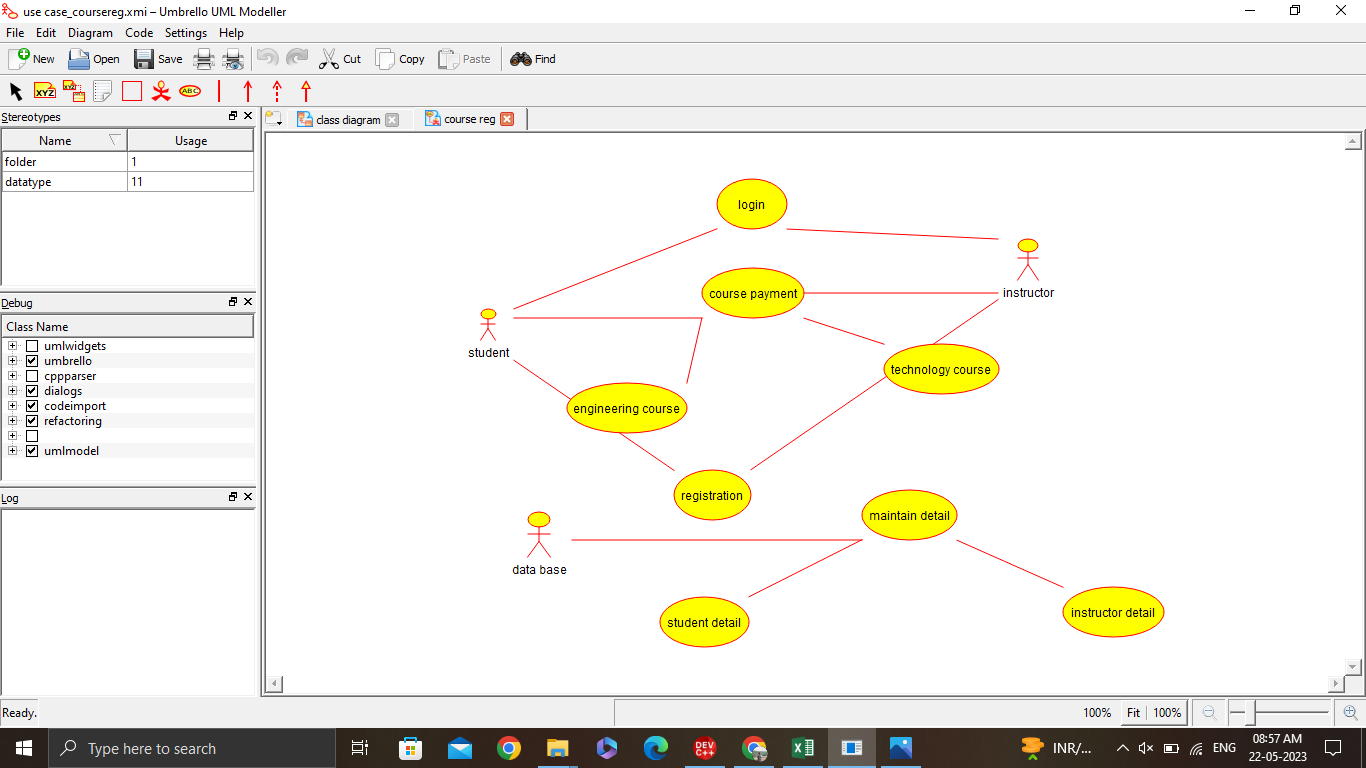 use case_coursereg.xmi – Umbrello UML Modeller
File Edit Diagram Code Settings Help
New Open Save Cut Copy Paste Find
XYZ XYZ ABC
Stereotypes
Name Usage
folder 1
datatype 11
Debug
Class Name
umlwidgets
umbrello
cppparser
dialogs
codeimport
refactoring
umlmodel
Log
class diagram course reg
login
course payment
instructor
student
technology course
engineering course
registration
maintain detail
data base
student detail
instructor detail
Ready. 100% Fit 100%
Type here to search
DEV C++
INR/... ENG
08:57 AM
22-05-2023